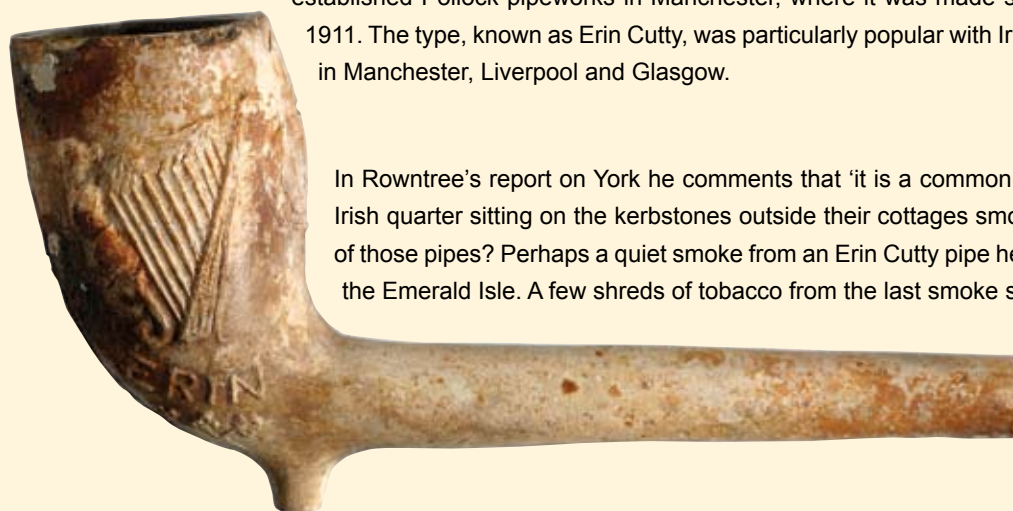 established Pollock pipeworks in Manchester, where it was made s
1911. The type, known as Erin Cutty, was particularly popular with Ir
in Manchester, Liverpool and Glasgow.
In Rowntree’s report on York he comments that ‘it is a common
Irish quarter sitting on the kerbstones outside their cottages smo
of those pipes? Perhaps a quiet smoke from an Erin Cutty pipe he
the Emerald Isle. A few shreds of tobacco from the last smoke s
ERIN